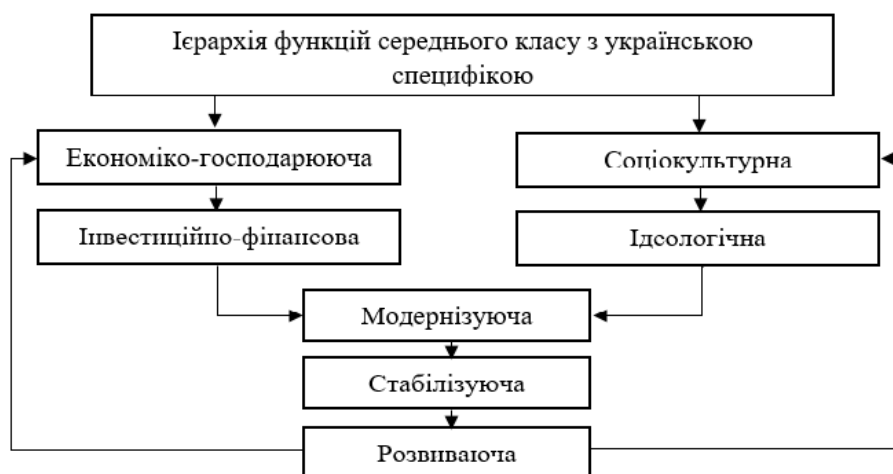 Ієрархія функцій середнього класу з українською
специфікою
Економіко-господарююча
Соціокультурна
Інвестиційно-фінансова
Ідеологічна
Модернізуюча
Стабілізуюча
Розвиваюча